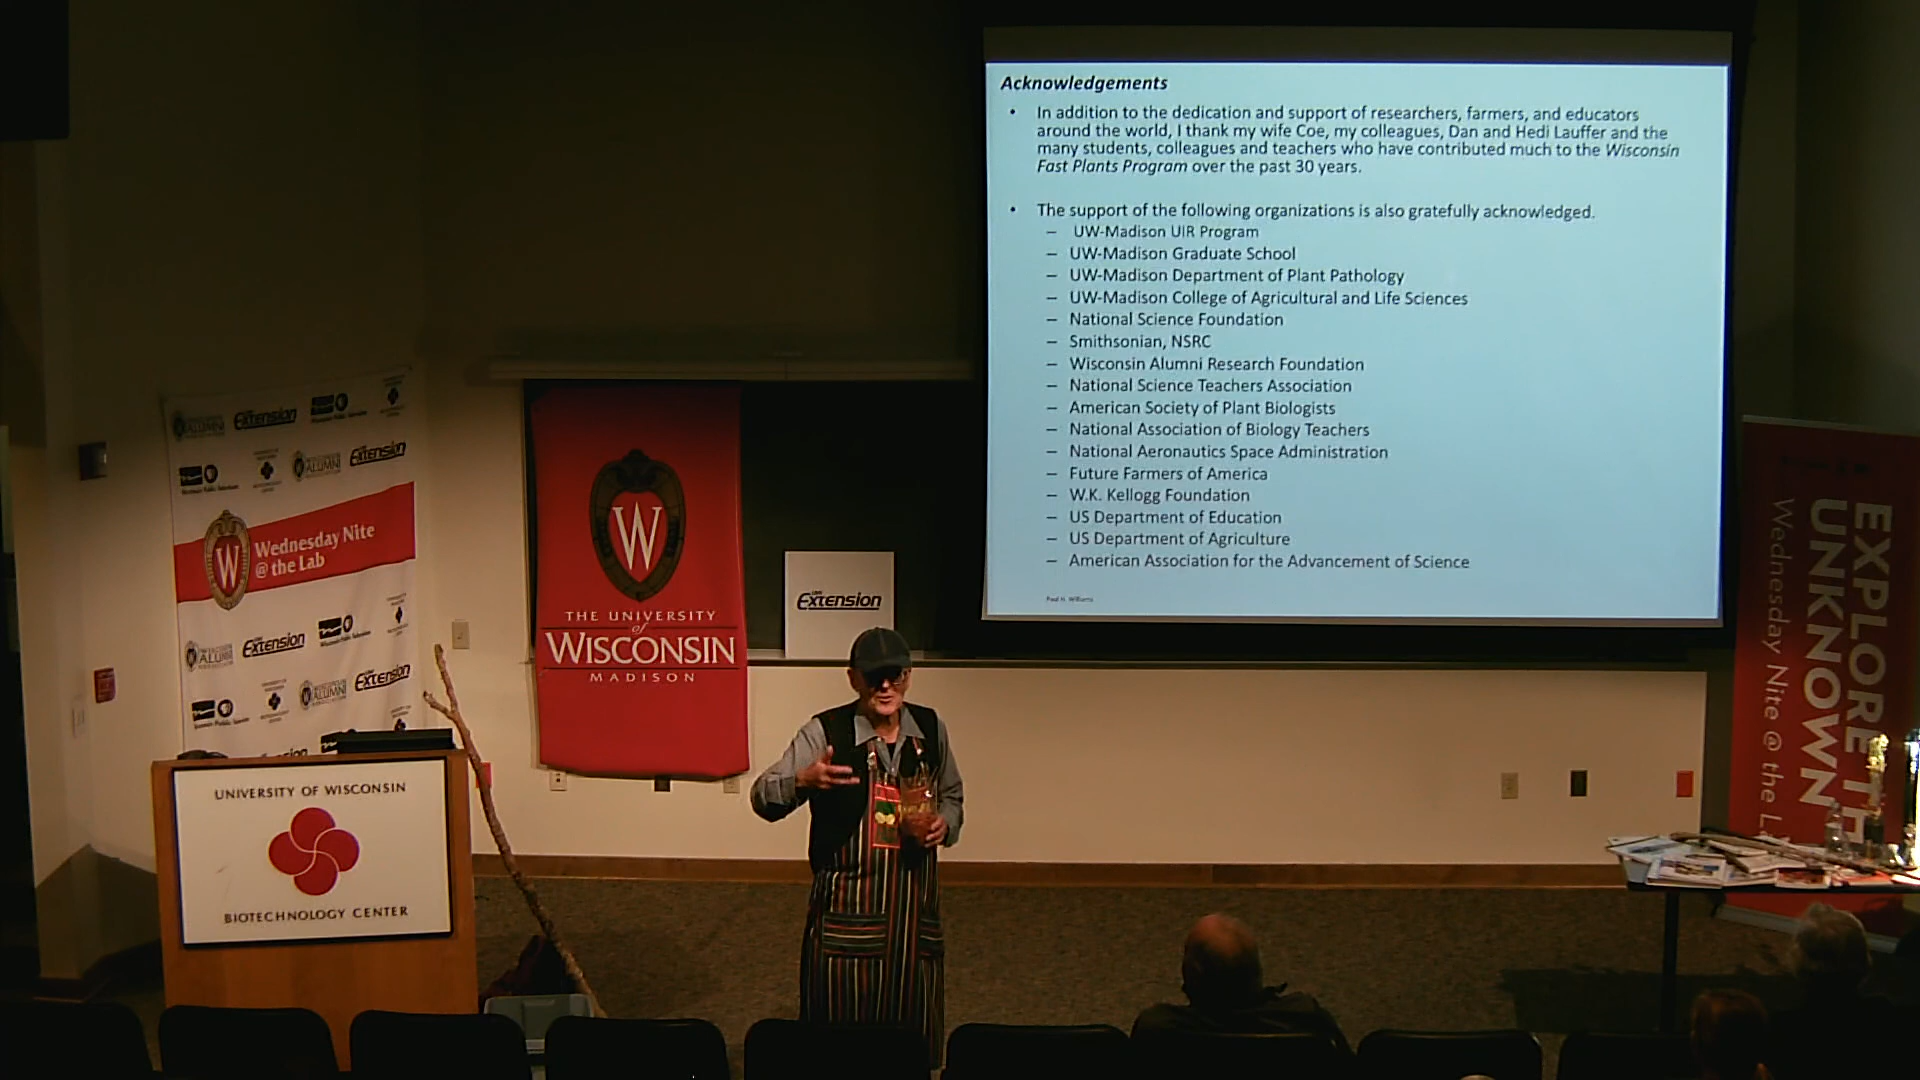 Acknowledgements
• In addition to the dedication and support of researchers, farmers, and educators
around the world, I thank my wife Coe, my colleagues, Dan and Hedi Lauffer and the
many students, colleagues and teachers who have contributed much to the Wisconsin
Fast Plants Program over the past 30 years.
• The support of the following organizations is also gratefully acknowledged.
– UW-Madison UIR Program
– UW-Madison Graduate School
– UW-Madison Department of Plant Pathology
– UW-Madison College of Agricultural and Life Sciences
– National Science Foundation
– Smithsonian, NSRC
– Wisconsin Alumni Research Foundation
– National Science Teachers Association
– American Society of Plant Biologists
– National Association of Biology Teachers
– National Aeronautics Space Administration
– Future Farmers of America
– W.K. Kellogg Foundation
– US Department of Education
– US Department of Agriculture
– American Association for the Advancement of Science
Paul H. Williams
Extension
ALUMNI
Extension
W
Wednesday Nite
@ the Lab
ALUMNI
Extension
ALUMNI
Extension
W
THE UNIVERSITY
of
WISCONSIN
MADISON
Extension
UNIVERSITY OF WISCONSIN
BIOTECHNOLOGY CENTER
EXPLORE TH
UNKNOWN
Wednesday Nite @ the L